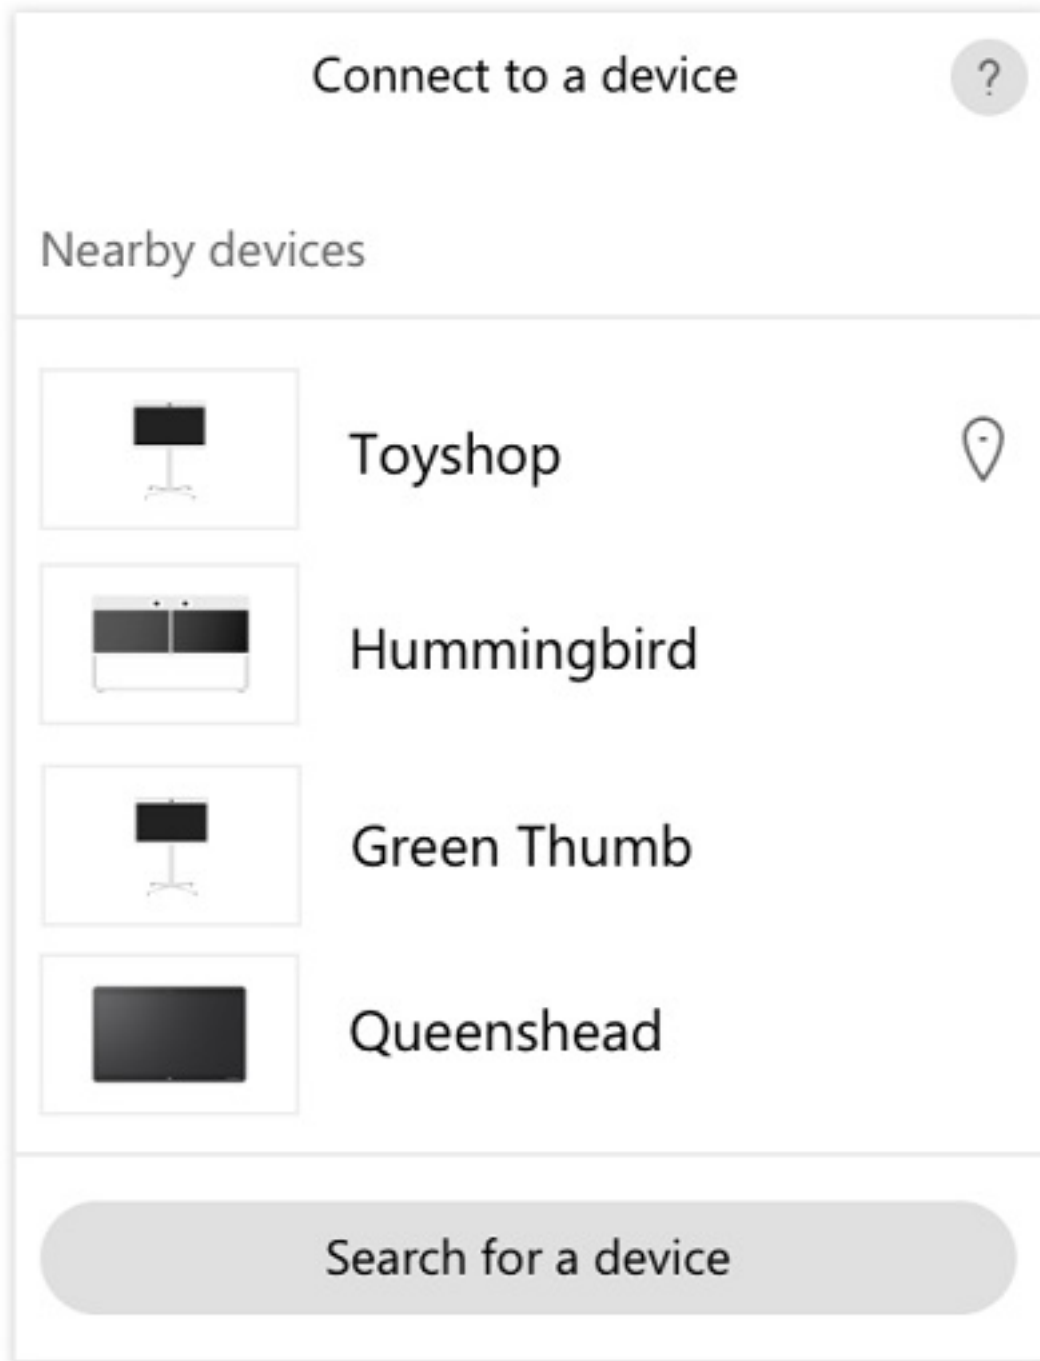 Connect to a device
?
Nearby devices
Toyshop
Hummingbird
Green Thumb
Queenshead
Search for a device